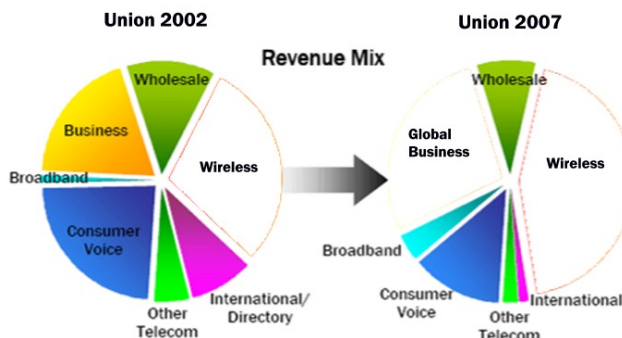 Union 2002
Union 2007
Revenue Mix
Wholesale
Business
Wireless
Broadband
Consumer
Voice
Other
Telecom
International/
Directory
Wholesale
Global
Business
Wireless
Broadband
Consumer
Voice
Other
Telecom
International